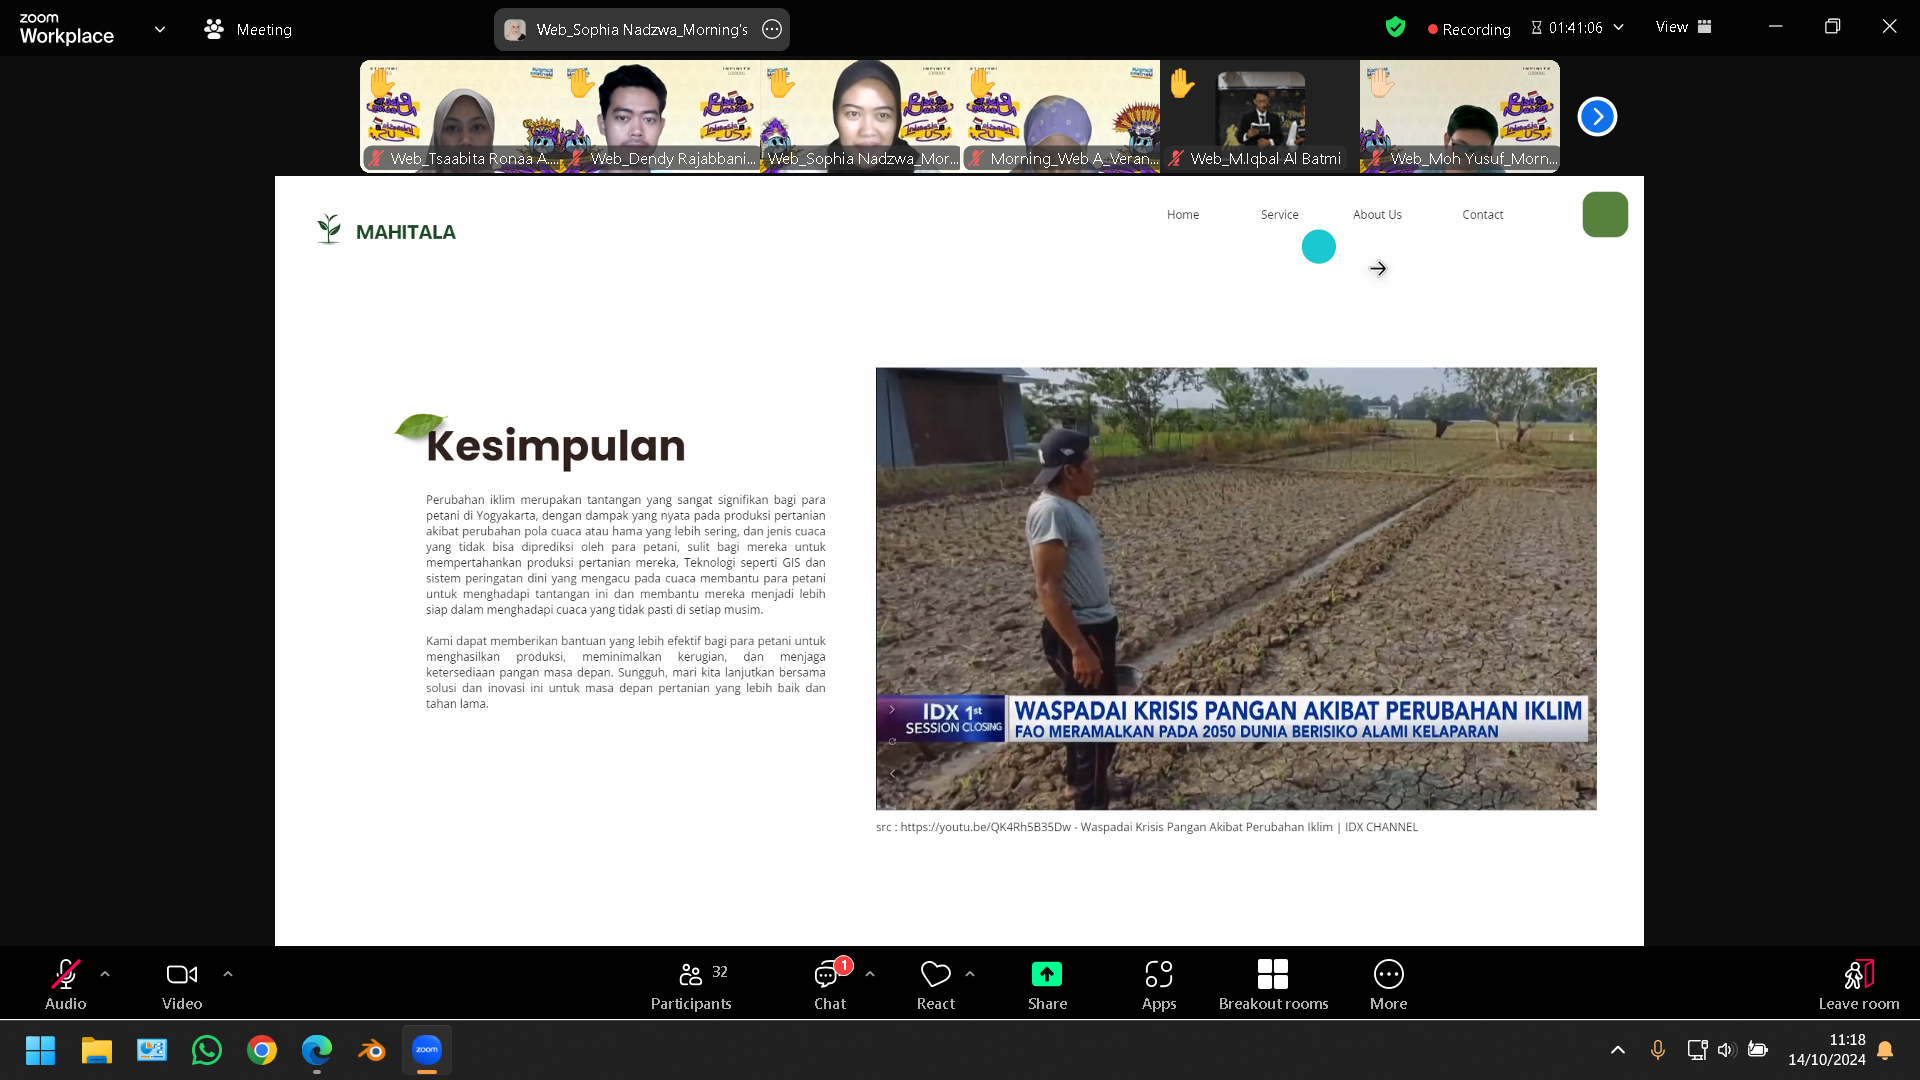 zoom
Workplace
Meeting
Web_Sophia Nadzwa_Morning's
Recording
01:41:06
View
Web_Tsaabita Ronaa A....
Web_Dendy Rajabbani...
Web_Sophia Nadzwa_Mor...
Morning_Web A_Veran...
Web_M.Iqbal Al Batmi
Web_Moh Yusuf_Morn...
MAHITALA
Home
Service
About Us
Contact
Kesimpulan
Perubahan iklim merupakan tantangan yang sangat signifikan bagi para
petani di Yogyakarta, dengan dampak yang nyata pada produksi pertanian
akibat perubahan pola cuaca atau hama yang lebih sering, dan jenis cuaca
yang tidak bisa diprediksi oleh para petani, sulit bagi mereka untuk
mempertahankan produksi pertanian mereka, Teknologi seperti GIS dan
sistem peringatan dini yang mengacu pada cuaca membantu para petani
untuk menghadapi tantangan ini dan membantu mereka menjadi lebih
siap dalam menghadapi cuaca yang tidak pasti di setiap musim.
Kami dapat memberikan bantuan yang lebih efektif bagi para petani untuk
menghasilkan produksi, meminimalkan kerugian, dan menjaga
ketersediaan pangan masa depan. Sungguh, mari kita lanjutkan bersama
solusi dan inovasi ini untuk masa depan pertanian yang lebih baik dan
tahan lama.
IDX 1st
SESSION CLOSING
WASPADAI KRISIS PANGAN AKIBAT PERUBAHAN IKLIM
FAO MERAMALKAN PADA 2050 DUNIA BERISIKO ALAMI KELAPARAN
src : https://youtu.be/QK4Rh5B35Dw - Waspadai Krisis Pangan Akibat Perubahan Iklim | IDX CHANNEL
Audio
Video
Participants
32
Chat
1
React
Share
Apps
Breakout rooms
More
Leave room
zoom
11:18
14/10/2024